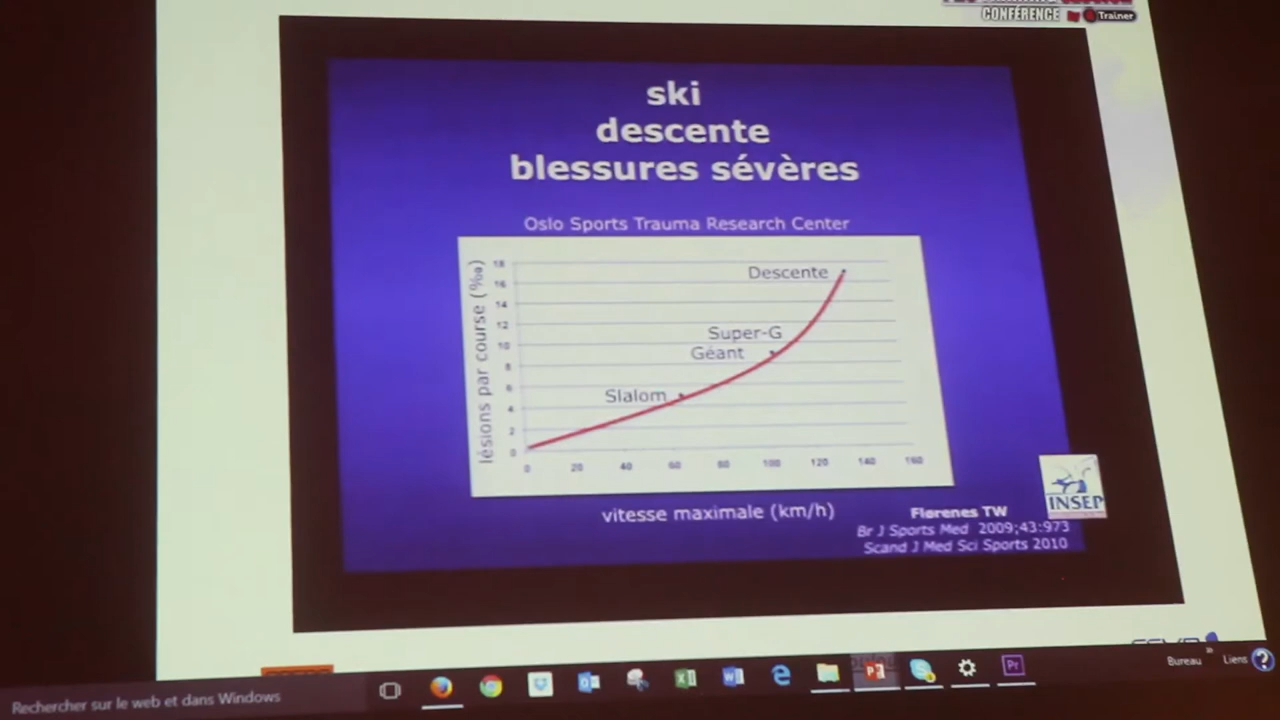 CONFÉRENCE by Trainer
ski
descente
blessures sévères
Oslo Sports Trauma Research Center
lésions par course (‰)
18
16
14
12
10
8
6
4
2
0
Descente
Super-G
Géant
Slalom
0 20 40 60 80 100 120 140 160
vitesse maximale (km/h)
INSEP
Flørenes TW
Br J Sports Med 2009;43:973
Scand J Med Sci Sports 2010
Rechercher sur le web et dans Windows
Bureau
Liens
Pr